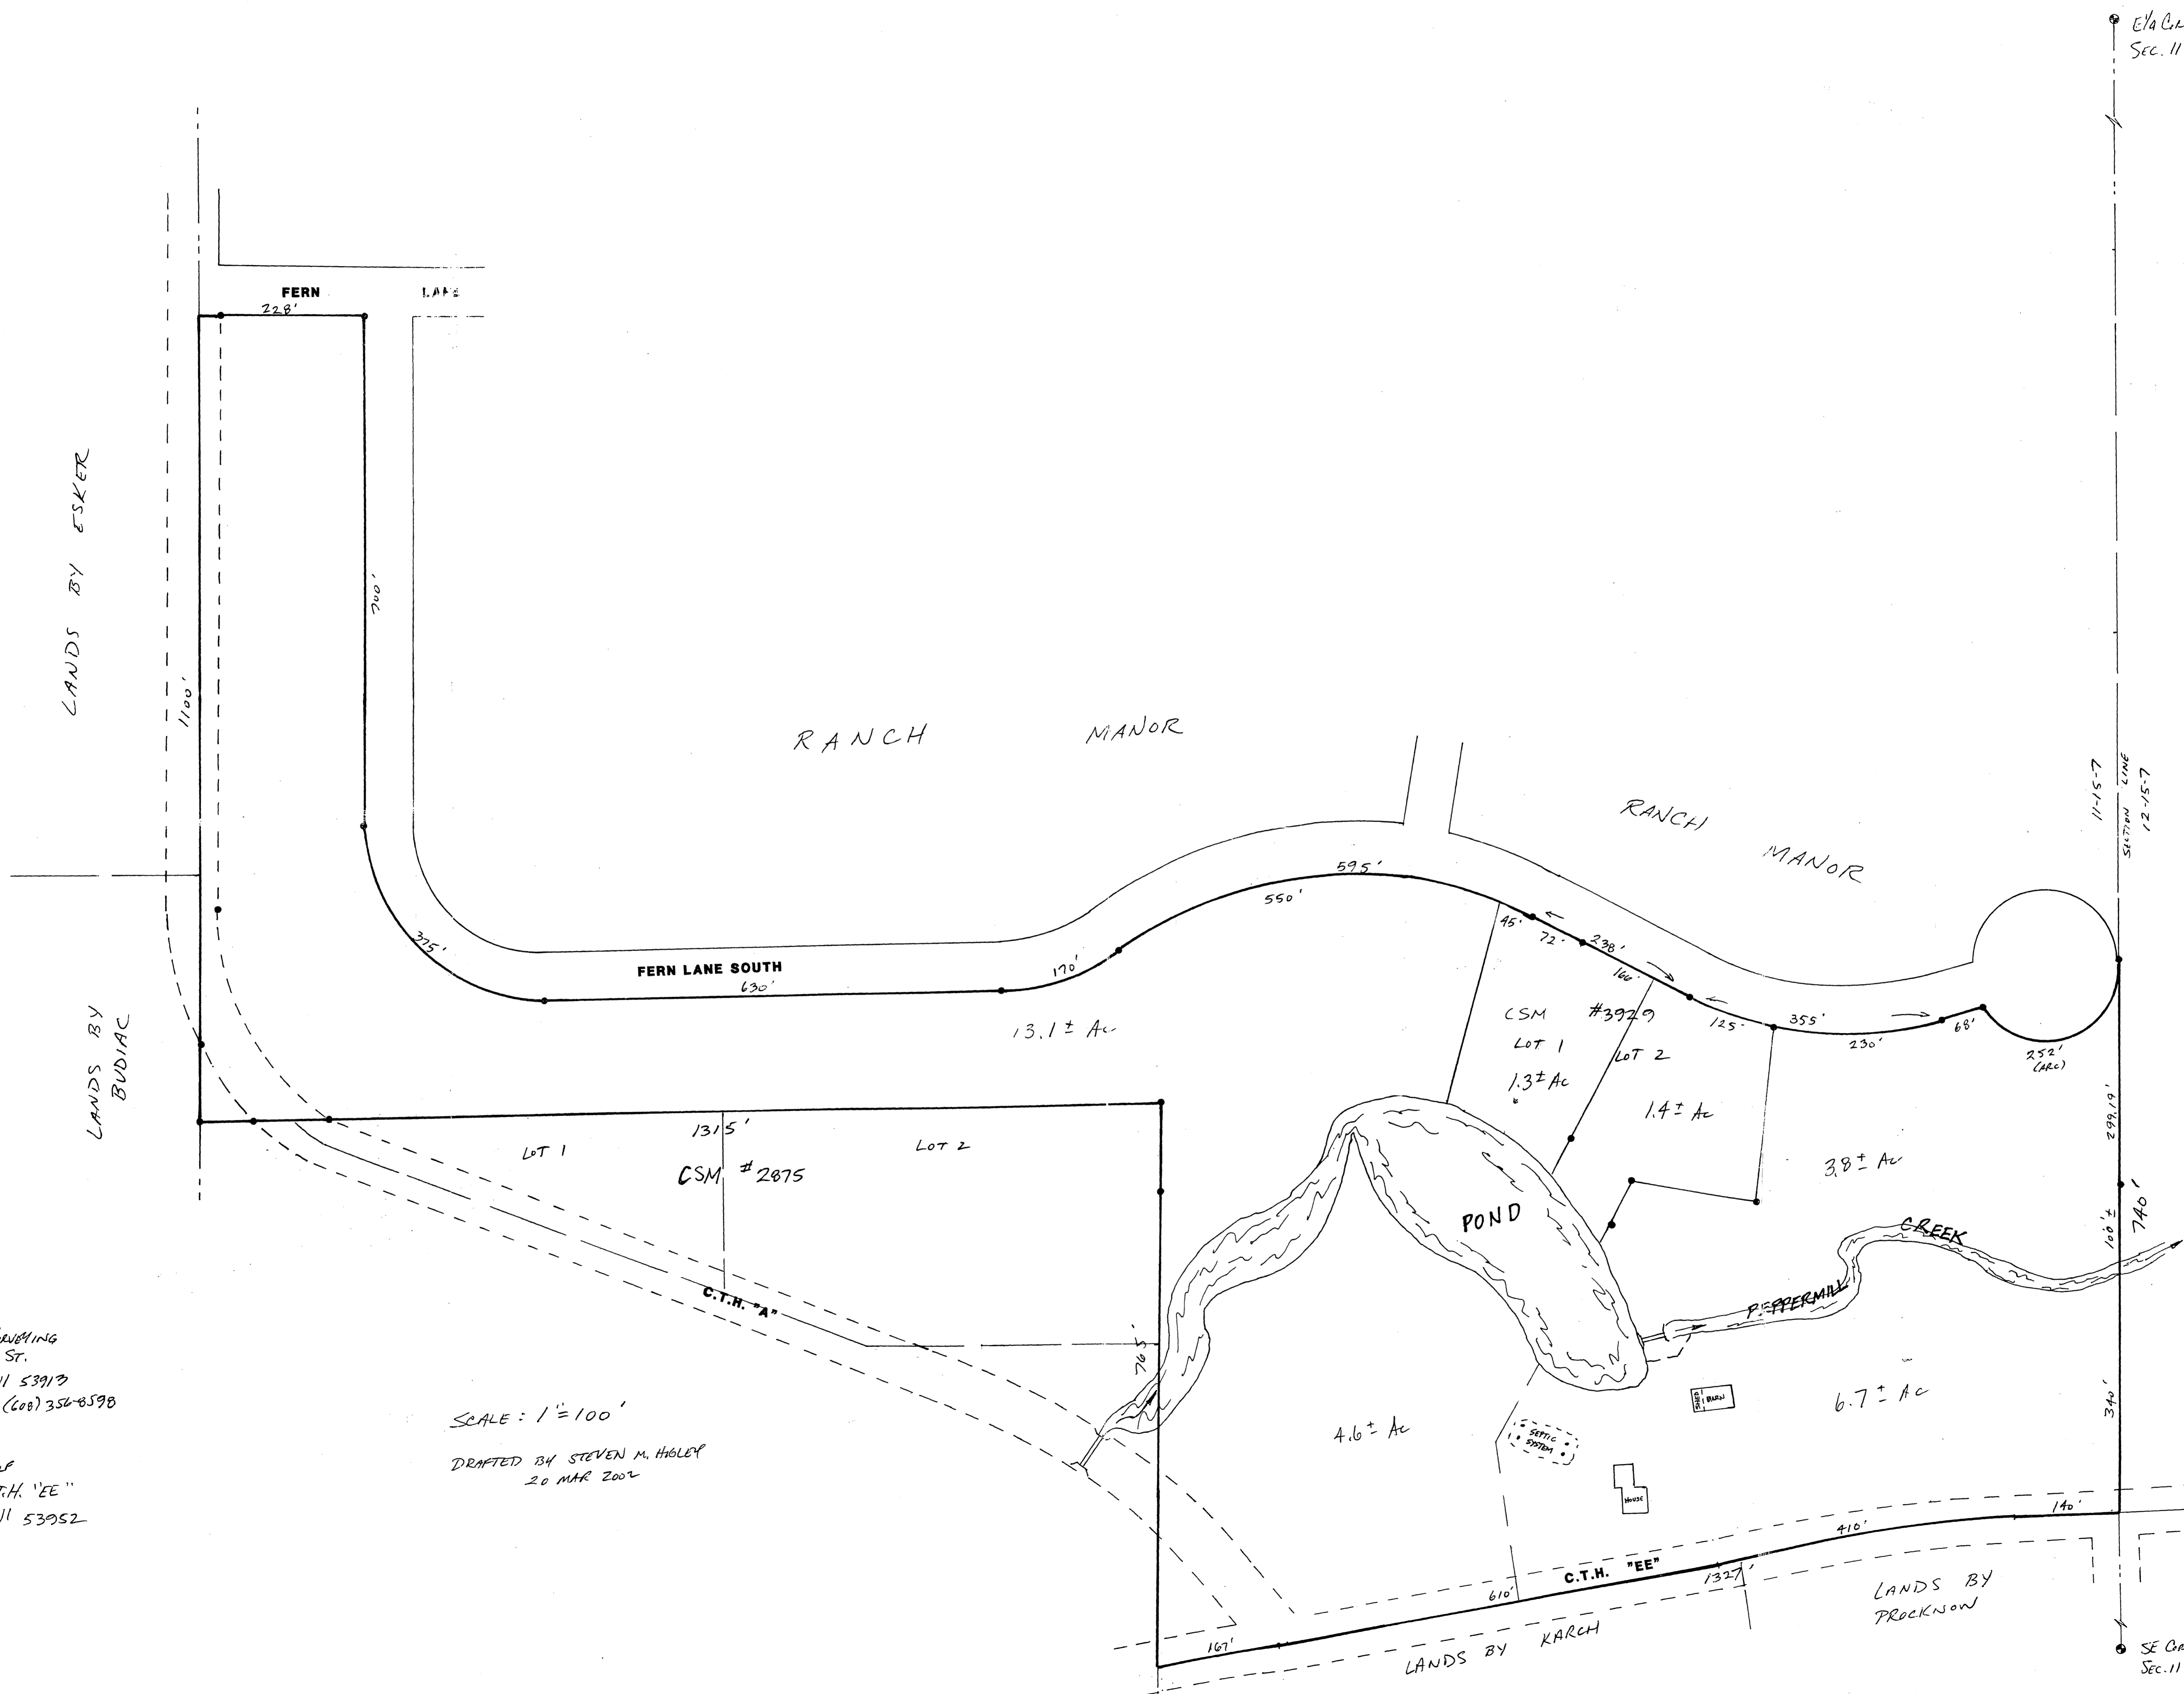 E1/4 COR
SEC. 11
FERN LANE
228'
LANDS BY ESKER
1100'
700'
RANCH MANOR
RANCH
MANOR
11-15-7
SECTION LINE
12-15-7
595'
550'
45'
72'
238'
166'
375'
FERN LANE SOUTH
630'
170'
13.1± Ac
CSM #3929
LOT 1
LOT 2
1.3± Ac
1.4± Ac
125'
355'
230'
68'
252'
(ARC)
299.19'
100'±
740'
3.8± Ac
LANDS BY
BUDIAC
1315'
LOT 1
LOT 2
CSM #2875
POND
PEPPERMILL CREEK
C.T.H. "A"
765'
SHED
BARN
6.7± Ac
340'
4.6± Ac
SEPTIC
SYSTEM
HOUSE
ST.
53913
(608) 356-8598
SCALE: 1"=100'
DRAFTED BY STEVEN M. HIGLEY
20 MAR 2002
T.H. "EE"
53952
140'
410'
C.T.H. "EE"
1327'
610'
167'
LANDS BY KARCH
LANDS BY
PROCKNOW
SE COR
SEC. 11